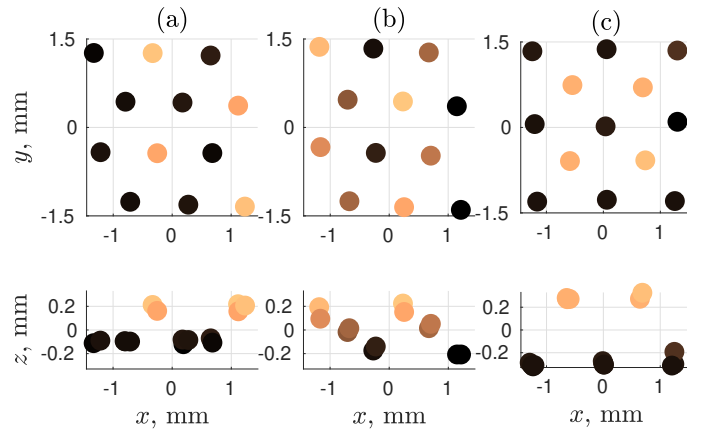 (a) (b) (c)
1.5 1.5 1.5
y, mm
0 0 0
-1.5 -1.5 -1.5
-1 0 1 -1 0 1 -1 0 1
z, mm
0.2 0.2 0.2
0 0 0
-0.2 -0.2 -0.2
-1 0 1 -1 0 1 -1 0 1
x, mm x, mm x, mm